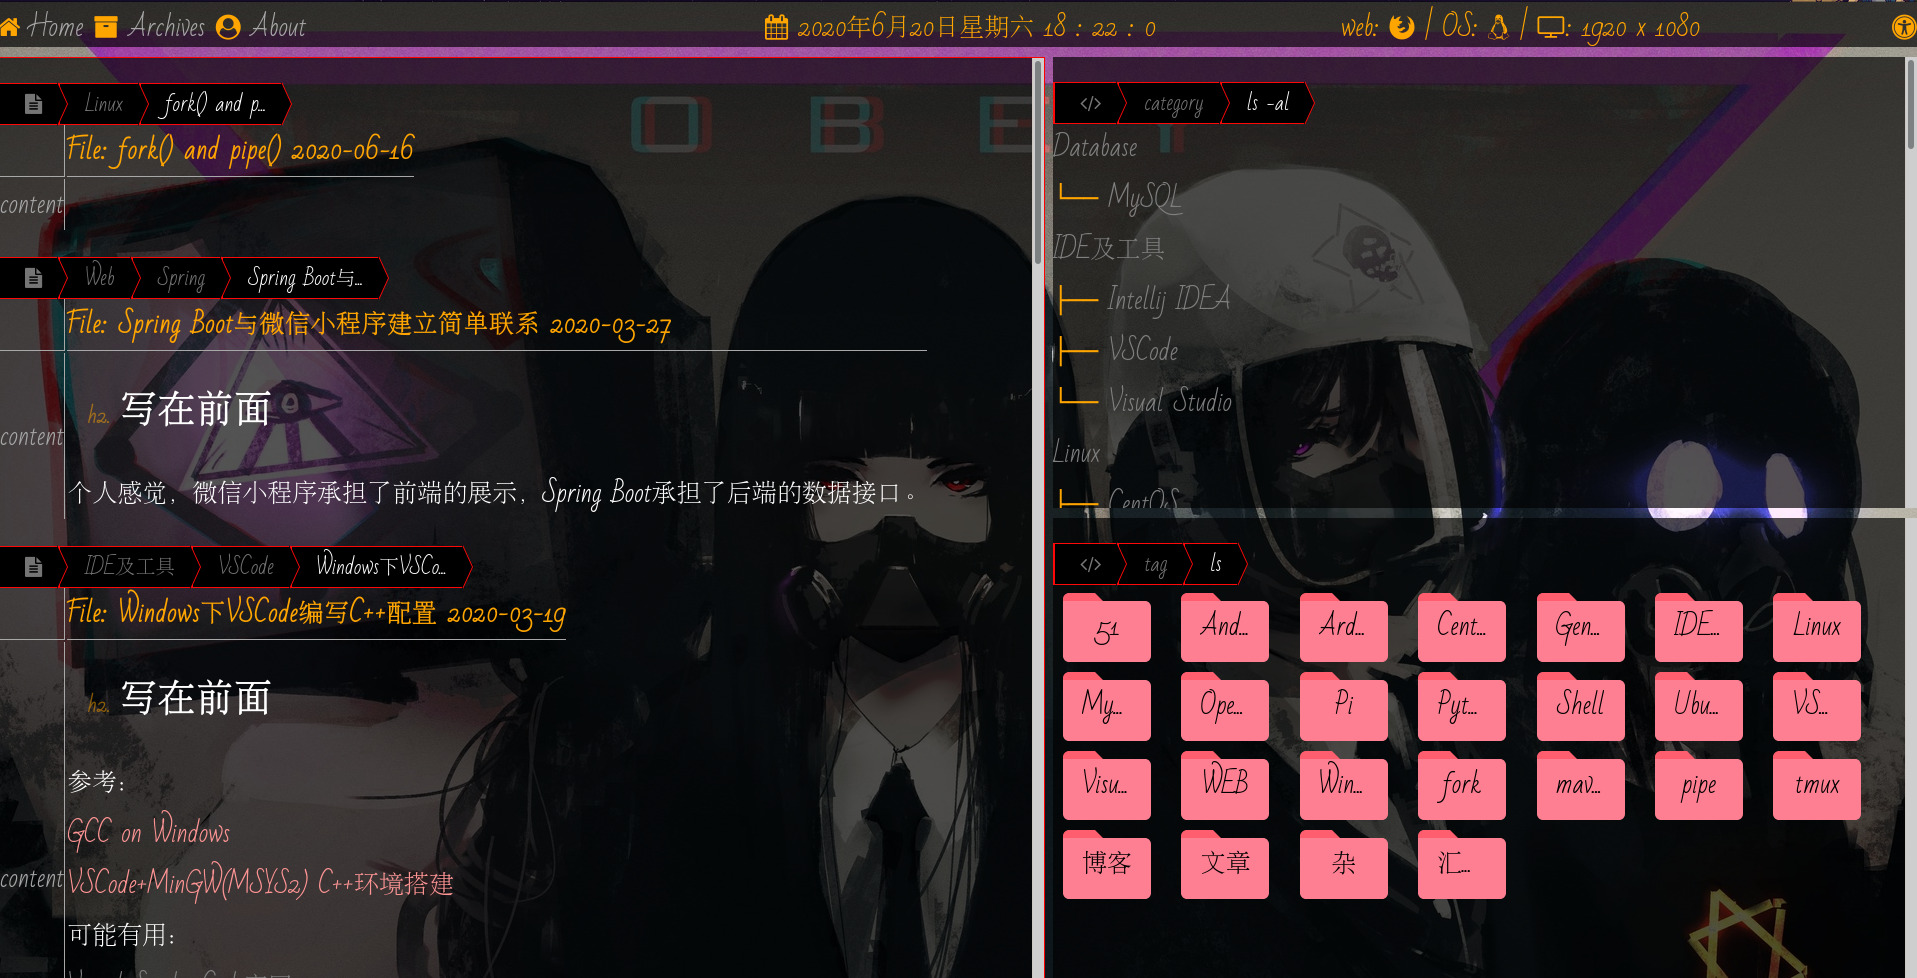 Home Archives About 2020年6月20日星期六 18 : 22 : 0 web: | OS: | : 1920 x 1080
OBEY
Linux fork() and p...
File: fork() and pipe() 2020-06-16
content
Web Spring Spring Boot与...
File: Spring Boot与微信小程序建立简单联系 2020-03-27
h2. 写在前面
content
个人感觉，微信小程序承担了前端的展示，Spring Boot承担了后端的数据接口。
IDE及工具 VSCode Windows下VSCo...
File: Windows下VSCode编写C++配置 2020-03-19
h2. 写在前面
参考：
GCC on Windows
content
VSCode+MinGW(MSYS2) C++环境搭建
可能有用：
</> category ls -al
Database
└── MySQL
IDE及工具
├── Intellij IDEA
├── VSCode
└── Visual Studio
Linux
├── CentOS
</> tag ls
51 And... Ard... Cent... Gen... IDE... Linux
My... Ope... Pi Pyt... Shell Ubu... VS...
Visu... WEB Win... fork mav... pipe tmux
博客 文章 杂 汇...